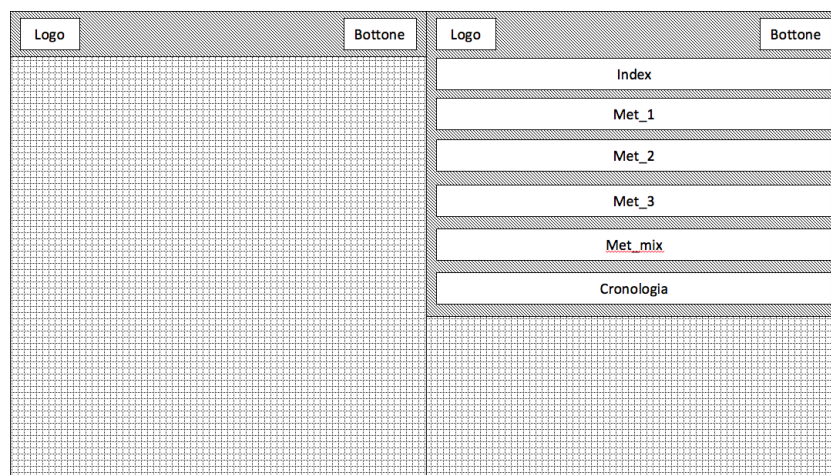 Logo
Bottone
Logo
Bottone
Index
Met_1
Met_2
Met_3
Met_mix
Cronologia